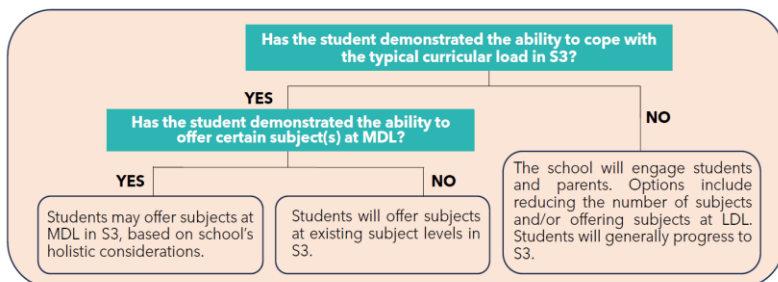 Has the student demonstrated the ability to cope with
the typical curricular load in S3?
YES
NO
Has the student demonstrated the ability to
offer certain subject(s) at MDL?
YES
NO
Students may offer subjects at
MDL in S3, based on school's
holistic considerations.
Students will offer subjects
at existing subject levels in
S3.
The school will engage students
and parents. Options include
reducing the number of subjects
and/or offering subjects at LDL.
Students will generally progress to
S3.